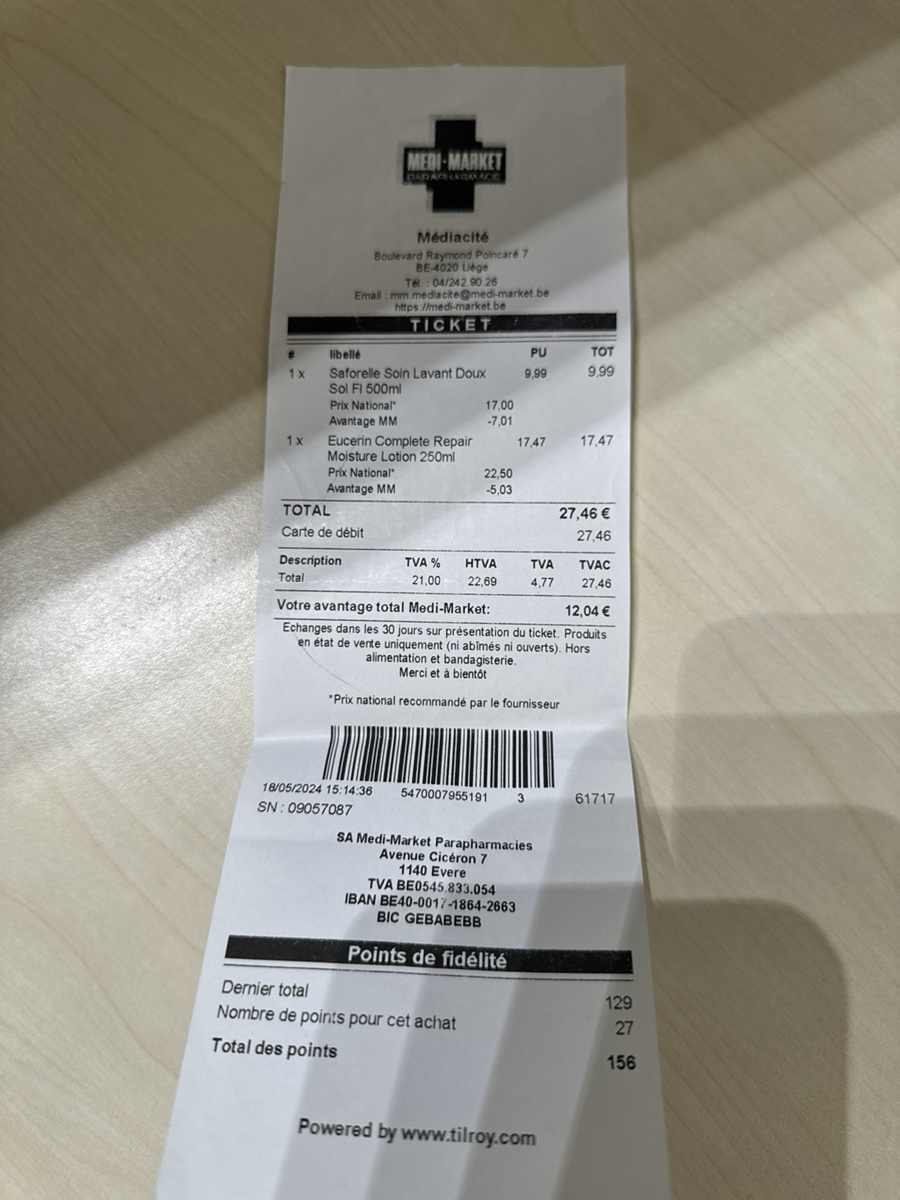 MEDI-MARKET
PARAPHARMACIE
Médiacité
Boulevard Raymond Poincaré 7
BE-4020 Liège
Tél. : 04/242.90.26
Email : mm.mediacite@medi-market.be
https://medi-market.be
TICKET
# libellé PU TOT
1 x Saforelle Soin Lavant Doux 9,99 9,99
Sol Fl 500ml
Prix National* 17,00
Avantage MM -7,01
1 x Eucerin Complete Repair 17,47 17,47
Moisture Lotion 250ml
Prix National* 22,50
Avantage MM -5,03
TOTAL 27,46 €
Carte de débit 27,46
Description TVA % HTVA TVA TVAC
Total 21,00 22,69 4,77 27,46
Votre avantage total Medi-Market: 12,04 €
Echanges dans les 30 jours sur présentation du ticket. Produits
en état de vente uniquement (ni abîmés ni ouverts). Hors
alimentation et bandagisterie.
Merci et à bientôt
*Prix national recommandé par le fournisseur
18/05/2024 15:14:36 5470007955191 3 61717
SN : 09057087
SA Medi-Market Parapharmacies
Avenue Cicéron 7
1140 Evere
TVA BE0545.833.054
IBAN BE40-0017-1864-2663
BIC GEBABEBB
Points de fidélité
Dernier total 129
Nombre de points pour cet achat 27
Total des points 156
Powered by www.tilroy.com